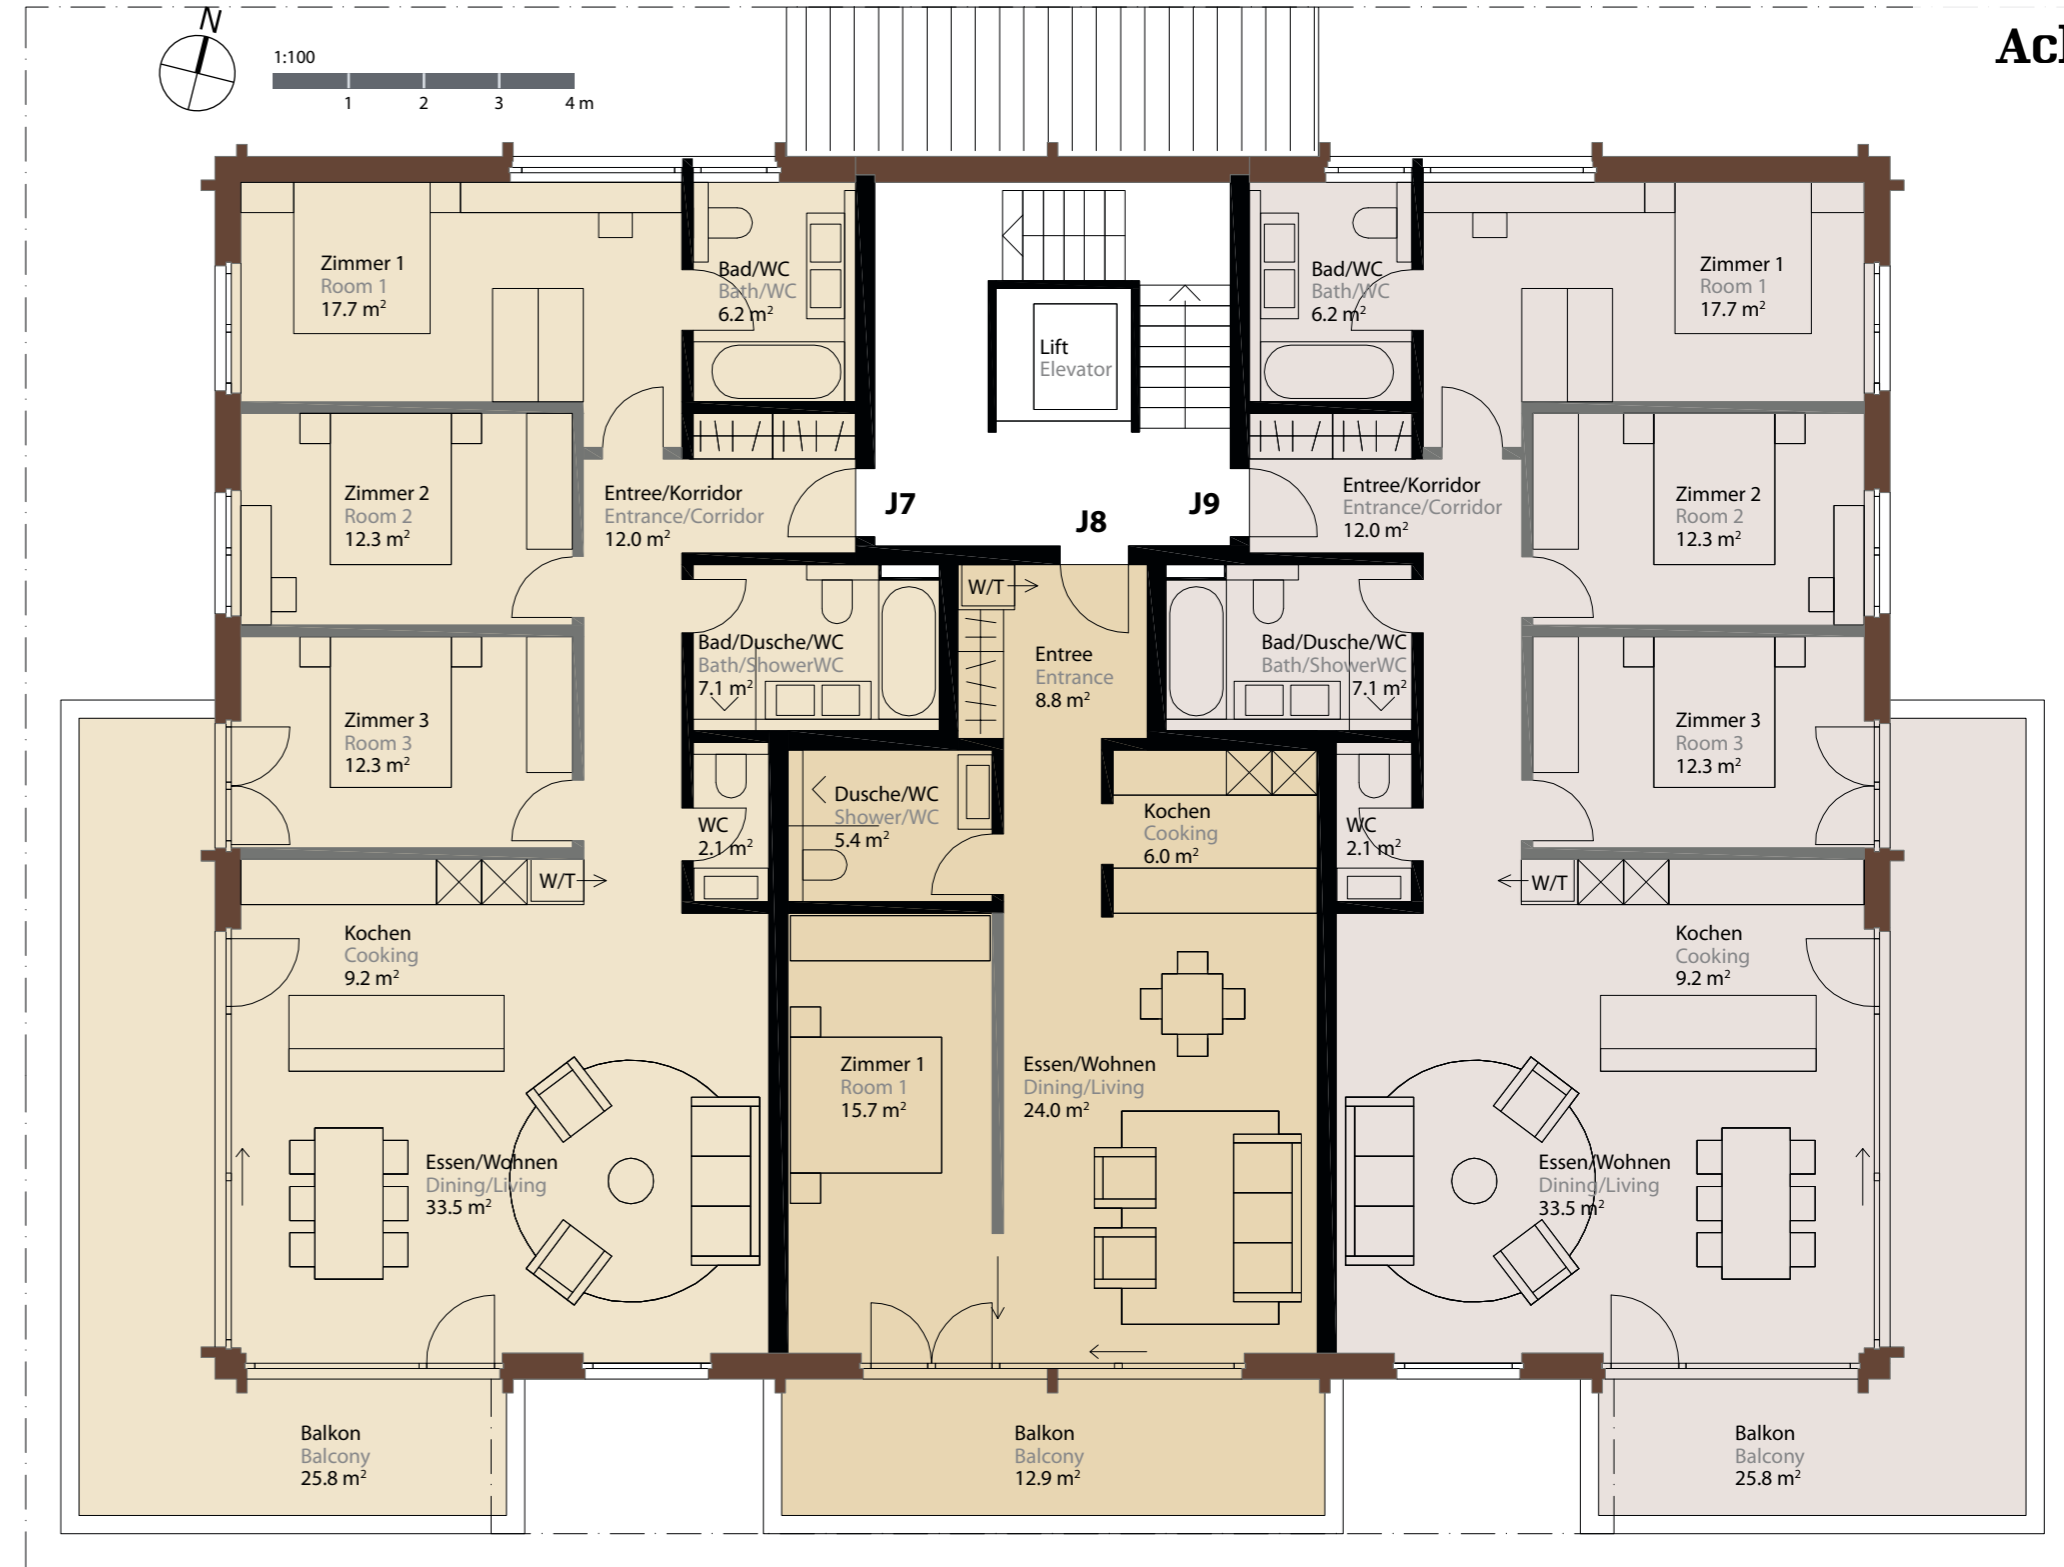 N
1:100
1 2 3 4 m
Acl
Zimmer 1
Room 1
17.7 m²
Bad/WC
Bath/WC
6.2 m²
Lift
Elevator
Bad/WC
Bath/WC
6.2 m²
Zimmer 1
Room 1
17.7 m²
Zimmer 2
Room 2
12.3 m²
Entree/Korridor
Entrance/Corridor
12.0 m²
J7
J8
J9
Entree/Korridor
Entrance/Corridor
12.0 m²
Zimmer 2
Room 2
12.3 m²
W/T
Bad/Dusche/WC
Bath/ShowerWC
7.1 m²
Entree
Entrance
8.8 m²
Bad/Dusche/WC
Bath/ShowerWC
7.1 m²
Zimmer 3
Room 3
12.3 m²
Zimmer 3
Room 3
12.3 m²
WC
2.1 m²
Dusche/WC
Shower/WC
5.4 m²
Kochen
Cooking
6.0 m²
WC
2.1 m²
W/T
W/T
Kochen
Cooking
9.2 m²
Kochen
Cooking
9.2 m²
Zimmer 1
Room 1
15.7 m²
Essen/Wohnen
Dining/Living
24.0 m²
Essen/Wohnen
Dining/Living
33.5 m²
Essen/Wohnen
Dining/Living
33.5 m²
Balkon
Balcony
25.8 m²
Balkon
Balcony
12.9 m²
Balkon
Balcony
25.8 m²